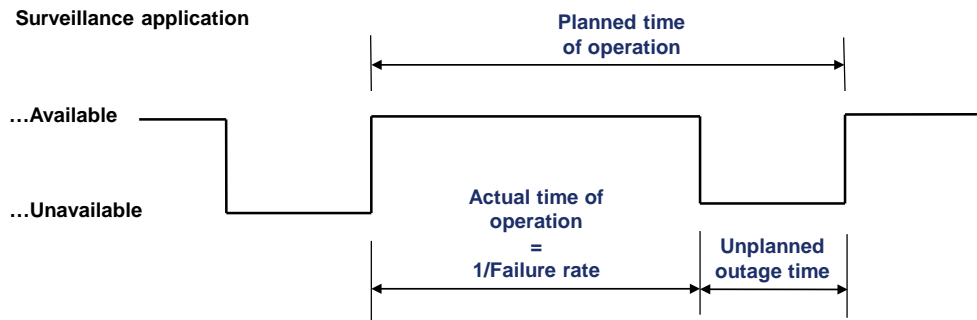 Surveillance application
Planned time
of operation
…Available
…Unavailable
Actual time of
operation
=
1/Failure rate
Unplanned
outage time